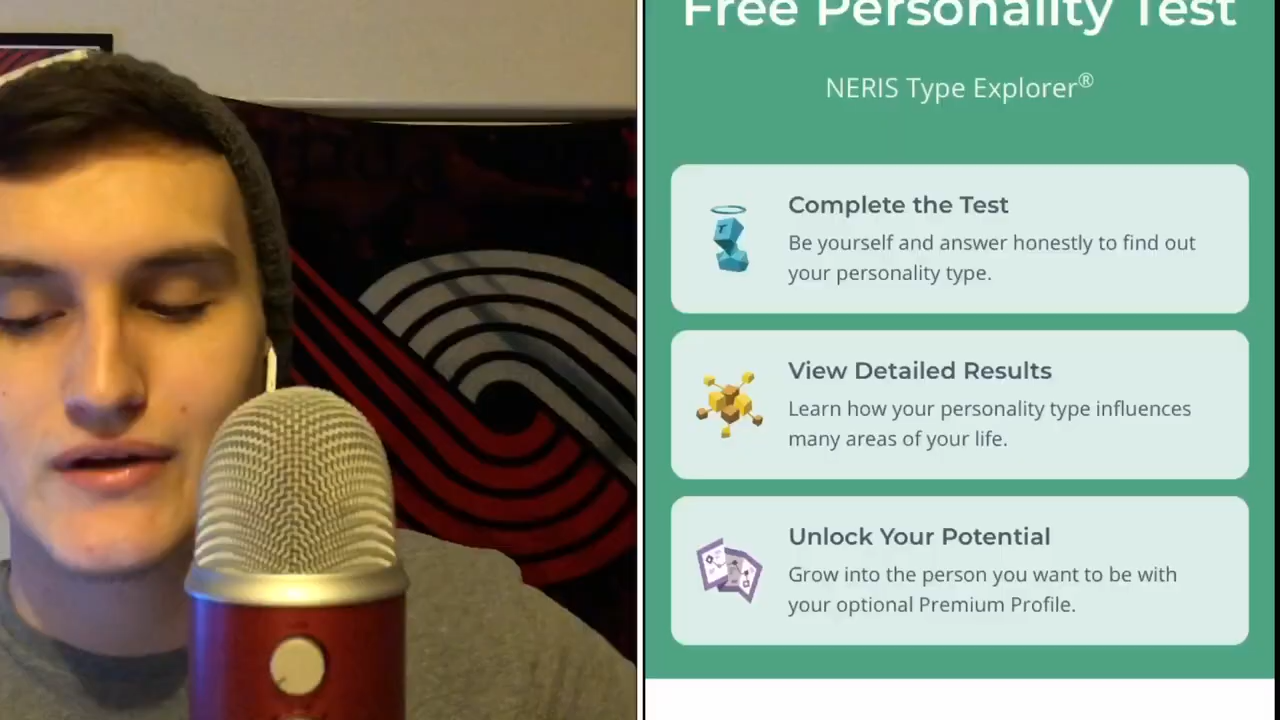 Free Personality Test
NERIS Type Explorer®
Complete the Test
Be yourself and answer honestly to find out
your personality type.
View Detailed Results
Learn how your personality type influences
many areas of your life.
Unlock Your Potential
Grow into the person you want to be with
your optional Premium Profile.